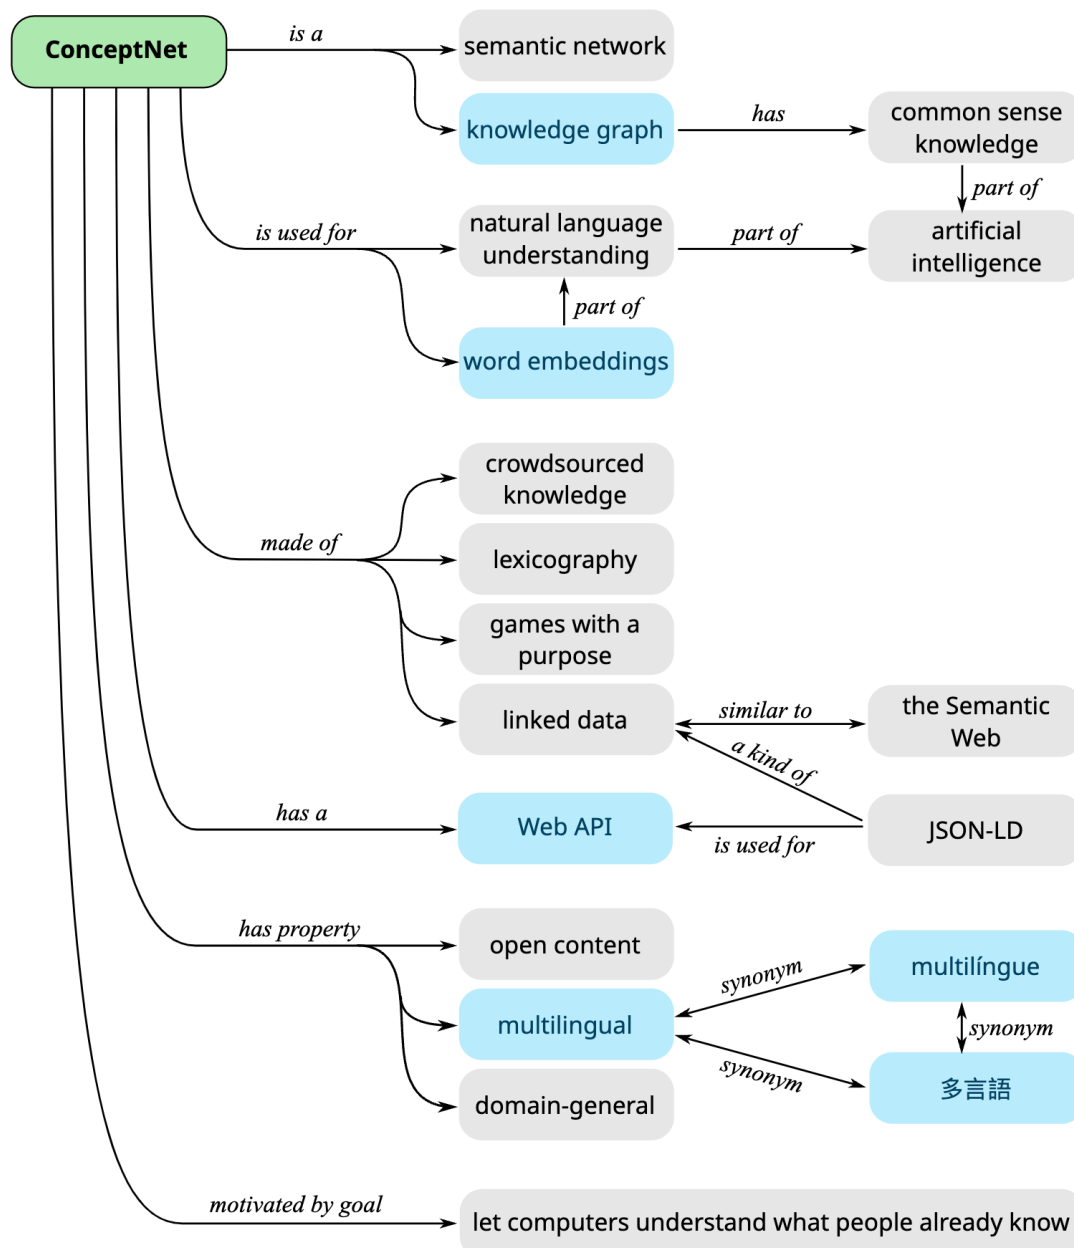 ConceptNet
is a
semantic network
knowledge graph
has
common sense
knowledge
part of
is used for
natural language
understanding
part of
artificial
intelligence
part of
word embeddings
crowdsourced
knowledge
made of
lexicography
games with a
purpose
linked data
similar to
the Semantic
Web
a kind of
has a
Web API
is used for
JSON-LD
has property
open content
synonym
multilíngue
multilingual
synonym
synonym
多言語
domain-general
motivated by goal
let computers understand what people already know